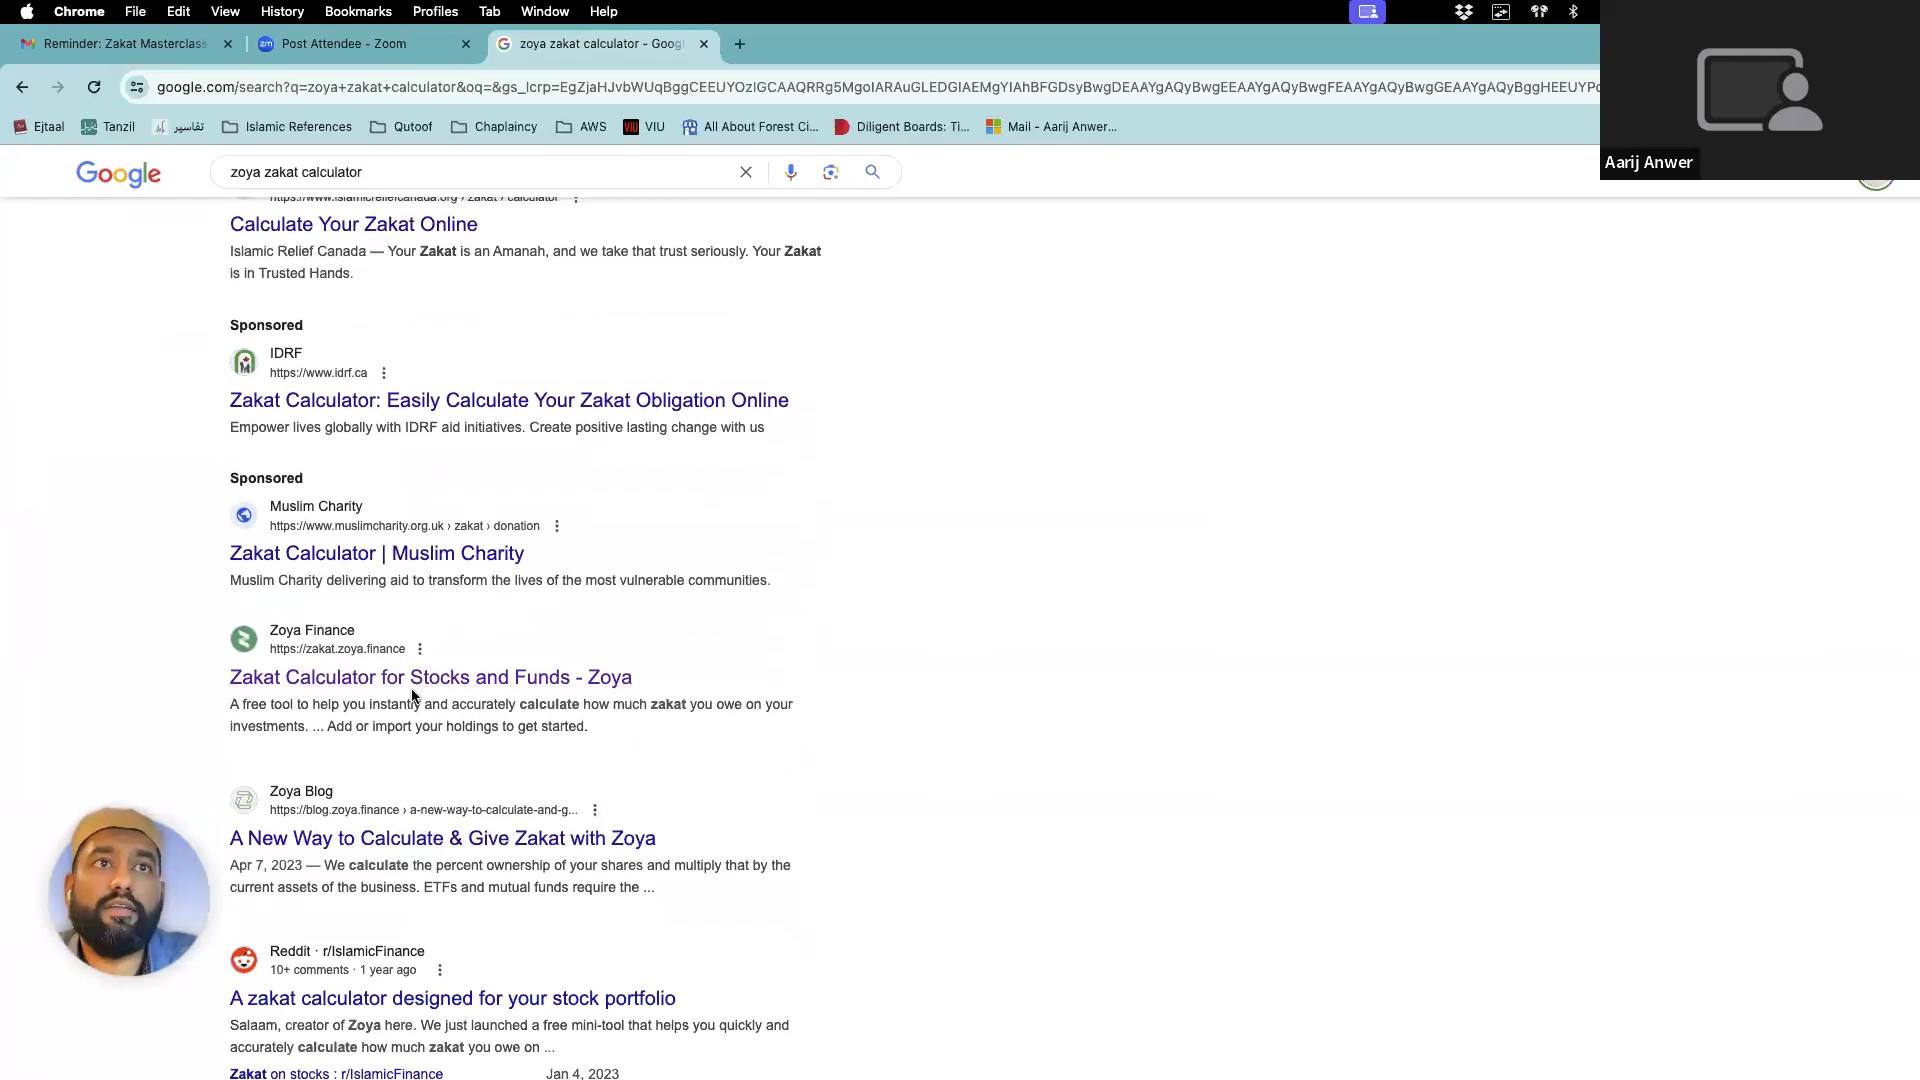 Chrome File Edit View History Bookmarks Profiles Tab Window Help
Reminder: Zakat Masterclass
Post Attendee - Zoom
zoya zakat calculator - Goog
google.com/search?q=zoya+zakat+calculator&oq=&gs_lcrp=
Ejtaal Tanzil تفاسير Islamic References Qutoof Chaplaincy AWS VIU All About Forest Ci... Diligent Boards: Ti... Mail - Aarij Anwer...
Aarij Anwer
Google
zoya zakat calculator
https://www.islamicreliefcanada.org › zakat › calculator
Calculate Your Zakat Online
Islamic Relief Canada — Your Zakat is an Amanah, and we take that trust seriously. Your Zakat
is in Trusted Hands.
Sponsored
IDRF
https://www.idrf.ca
Zakat Calculator: Easily Calculate Your Zakat Obligation Online
Empower lives globally with IDRF aid initiatives. Create positive lasting change with us
Sponsored
Muslim Charity
https://www.muslimcharity.org.uk › zakat › donation
Zakat Calculator | Muslim Charity
Muslim Charity delivering aid to transform the lives of the most vulnerable communities.
Zoya Finance
https://zakat.zoya.finance
Zakat Calculator for Stocks and Funds - Zoya
A free tool to help you instantly and accurately calculate how much zakat you owe on your
investments. ... Add or import your holdings to get started.
Zoya Blog
https://blog.zoya.finance › a-new-way-to-calculate-and-g...
A New Way to Calculate & Give Zakat with Zoya
Apr 7, 2023 — We calculate the percent ownership of your shares and multiply that by the
current assets of the business. ETFs and mutual funds require the ...
Reddit · r/IslamicFinance
10+ comments · 1 year ago
A zakat calculator designed for your stock portfolio
Salaam, creator of Zoya here. We just launched a free mini-tool that helps you quickly and
accurately calculate how much zakat you owe on ...
Zakat on stocks : r/IslamicFinance Jan 4, 2023